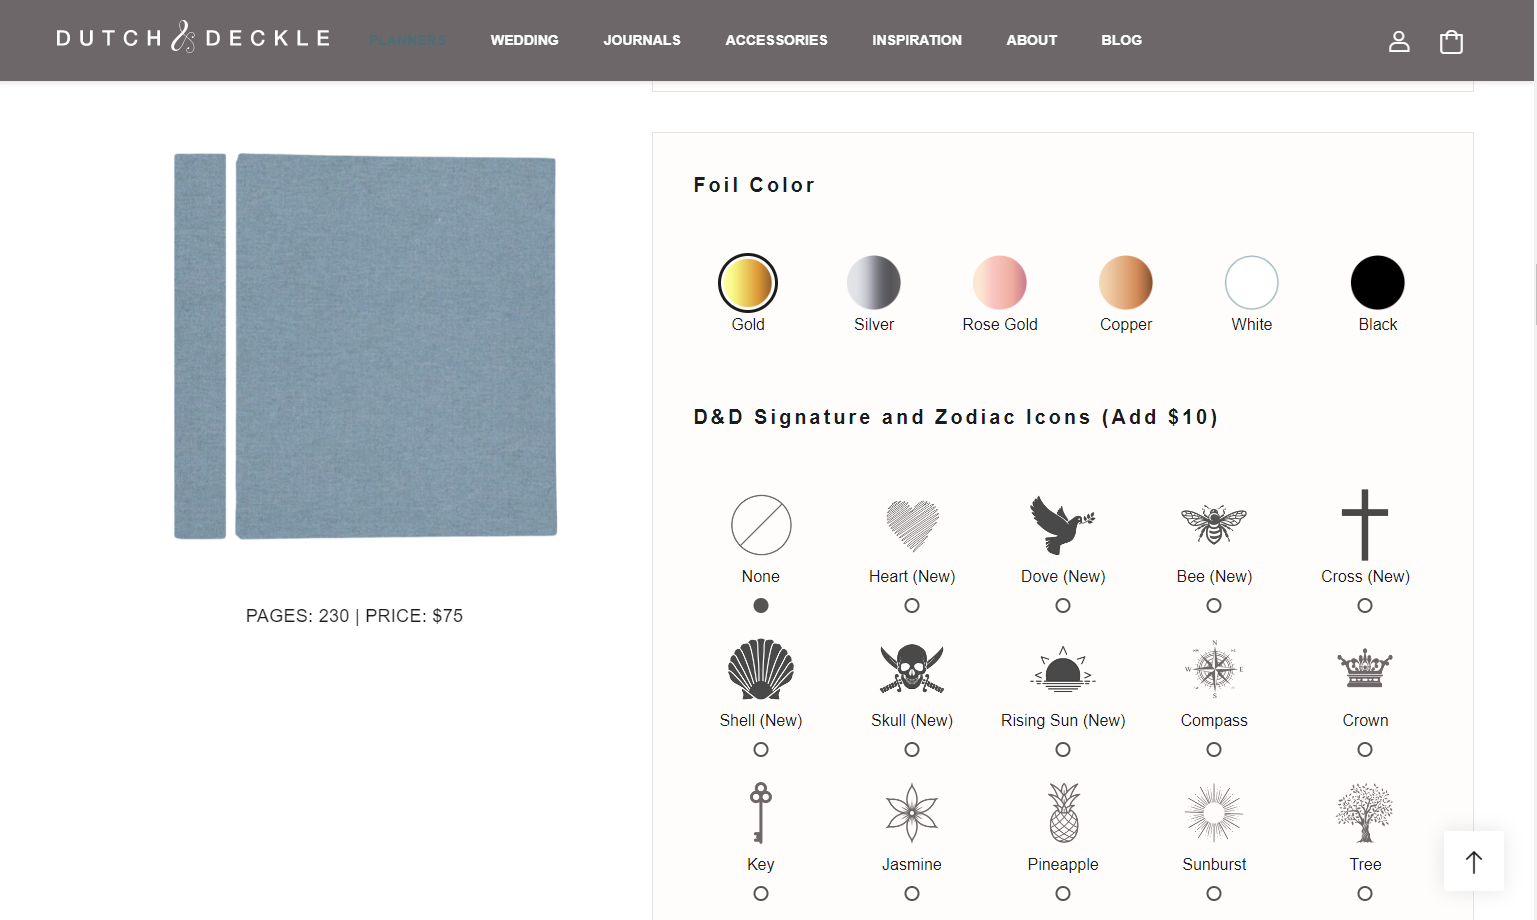 DUTCH & DECKLE PLANNERS WEDDING JOURNALS ACCESSORIES INSPIRATION ABOUT BLOG
Foil Color
Gold Silver Rose Gold Copper White Black
D&D Signature and Zodiac Icons (Add $10)
None Heart (New) Dove (New) Bee (New) Cross (New)
PAGES: 230 | PRICE: $75
N
W E
S
Shell (New) Skull (New) Rising Sun (New) Compass Crown
Key Jasmine Pineapple Sunburst Tree